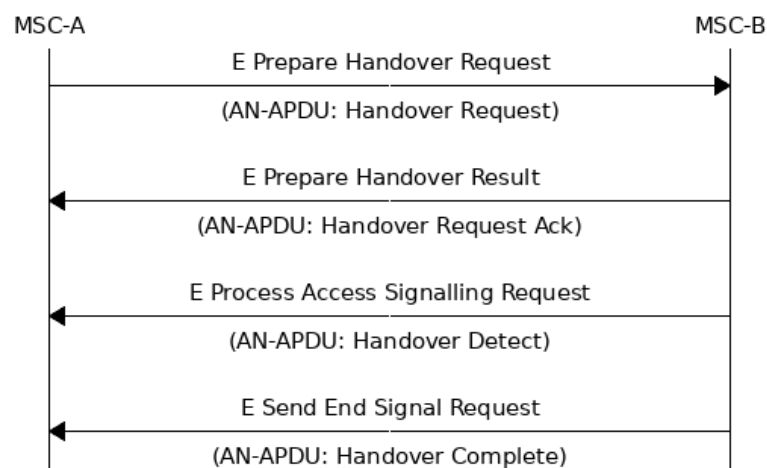 MSC-A MSC-B
E Prepare Handover Request
(AN-APDU: Handover Request)
E Prepare Handover Result
(AN-APDU: Handover Request Ack)
E Process Access Signalling Request
(AN-APDU: Handover Detect)
E Send End Signal Request
(AN-APDU: Handover Complete)